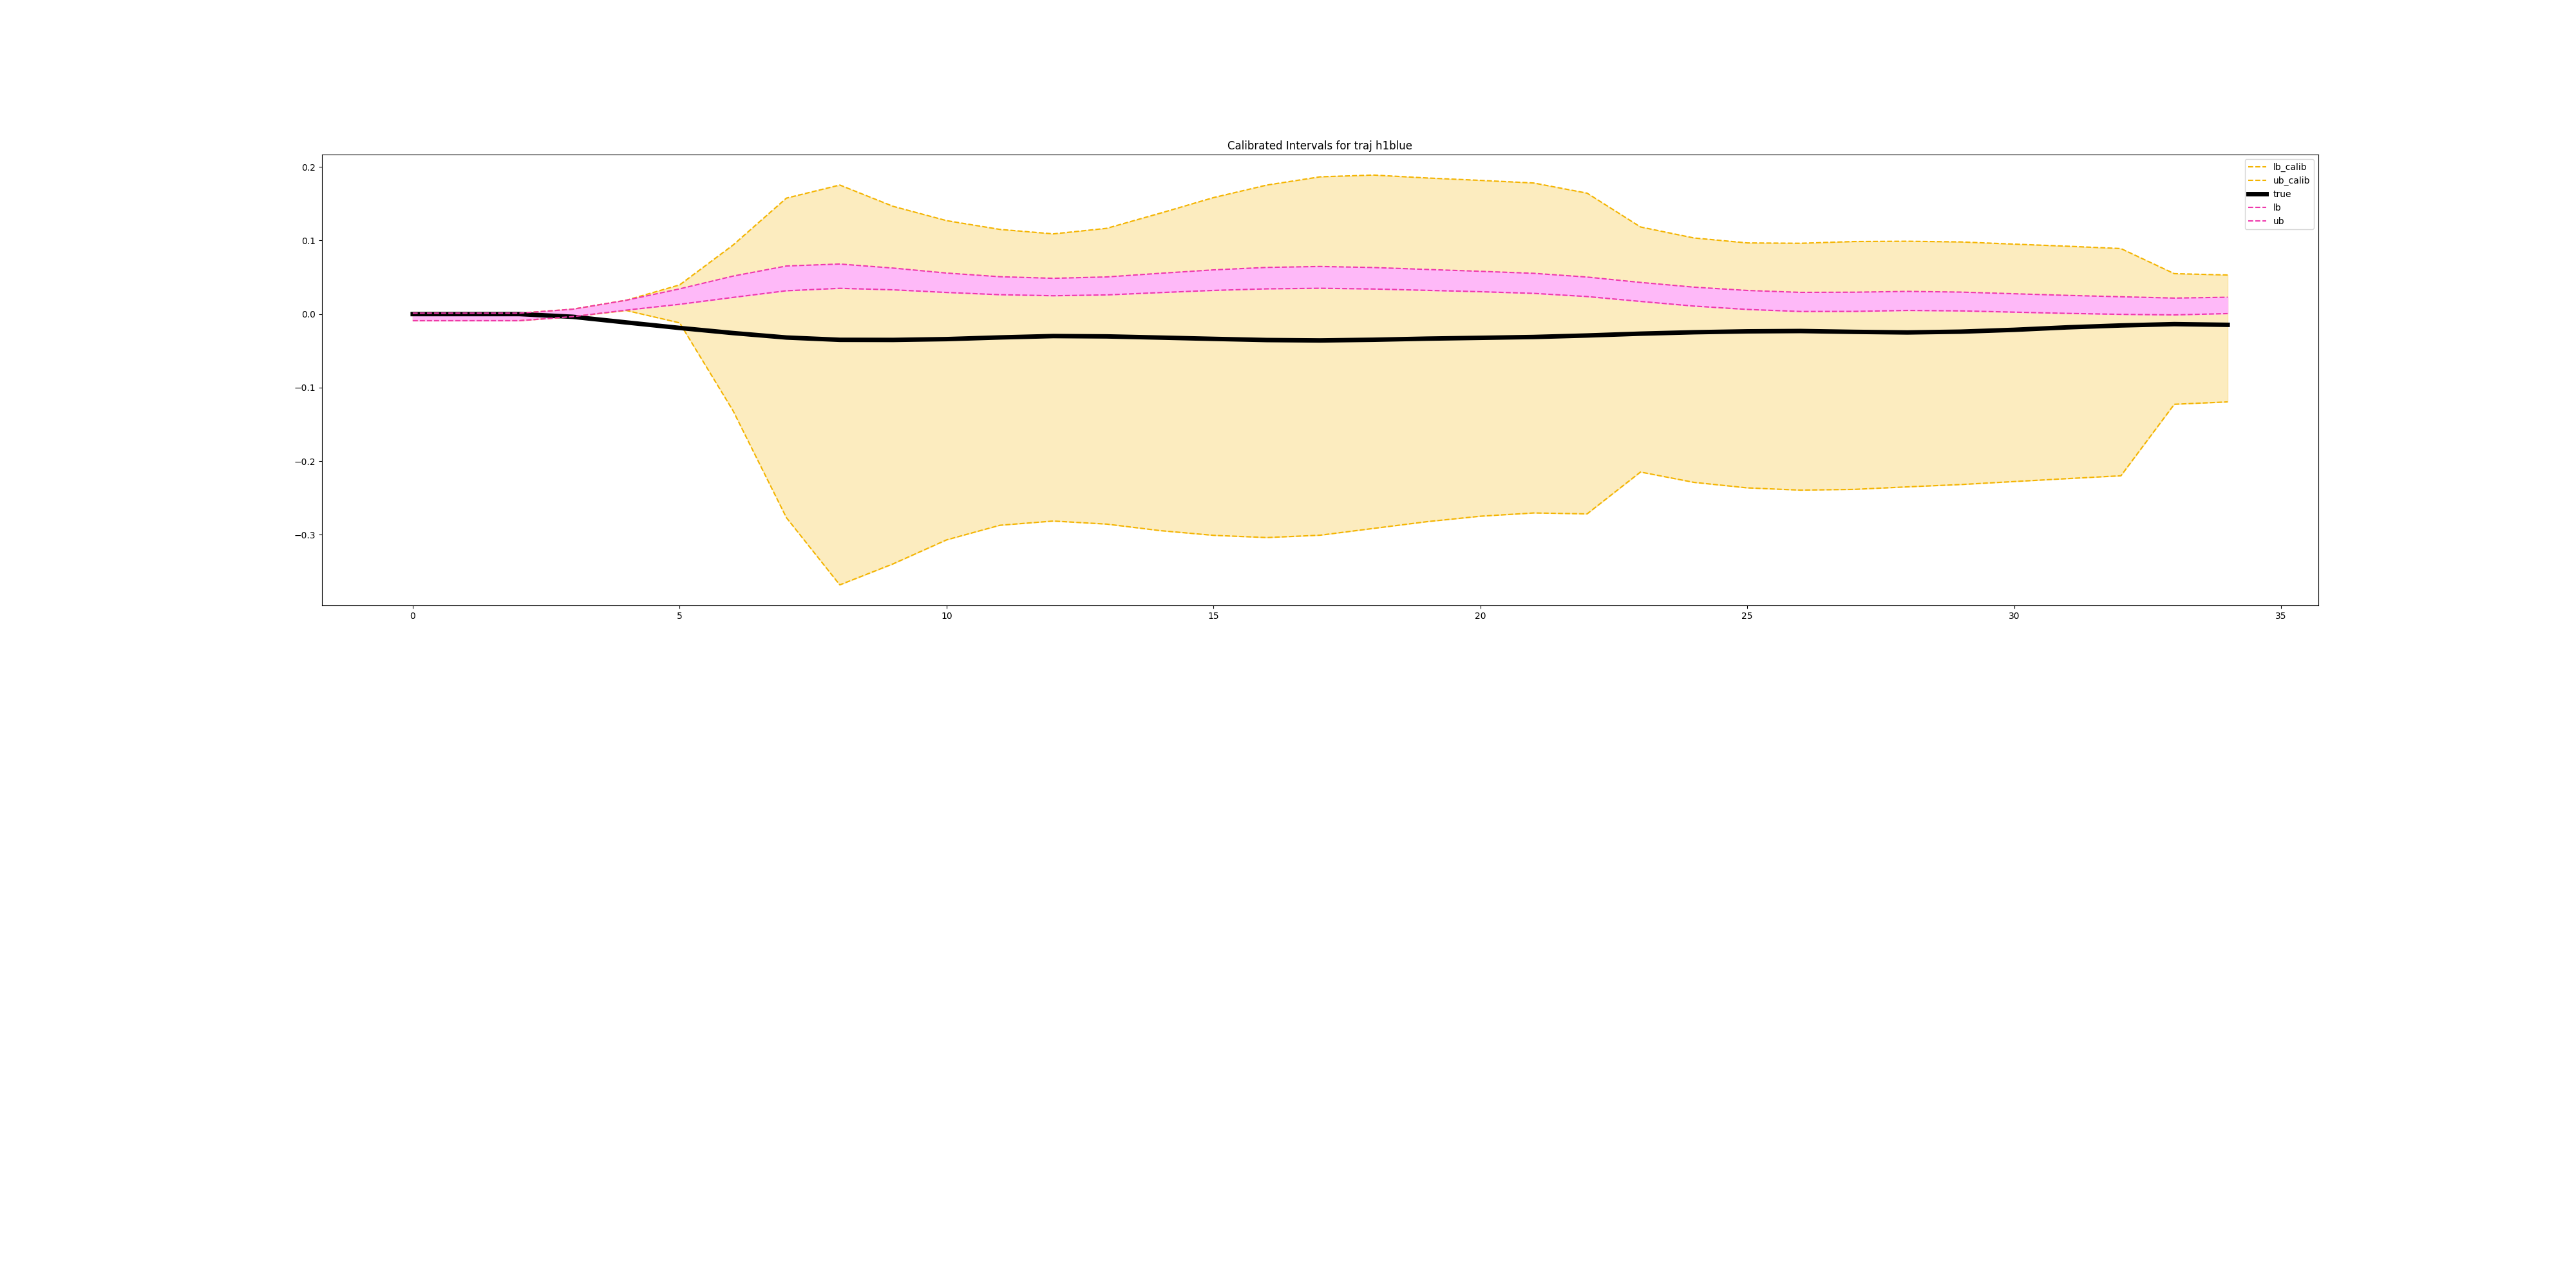 Calibrated Intervals for traj h1blue
0.2
0.1
0.0
−0.1
−0.2
−0.3
lb_calib
ub_calib
true
lb
ub
0 5 10 15 20 25 30 35